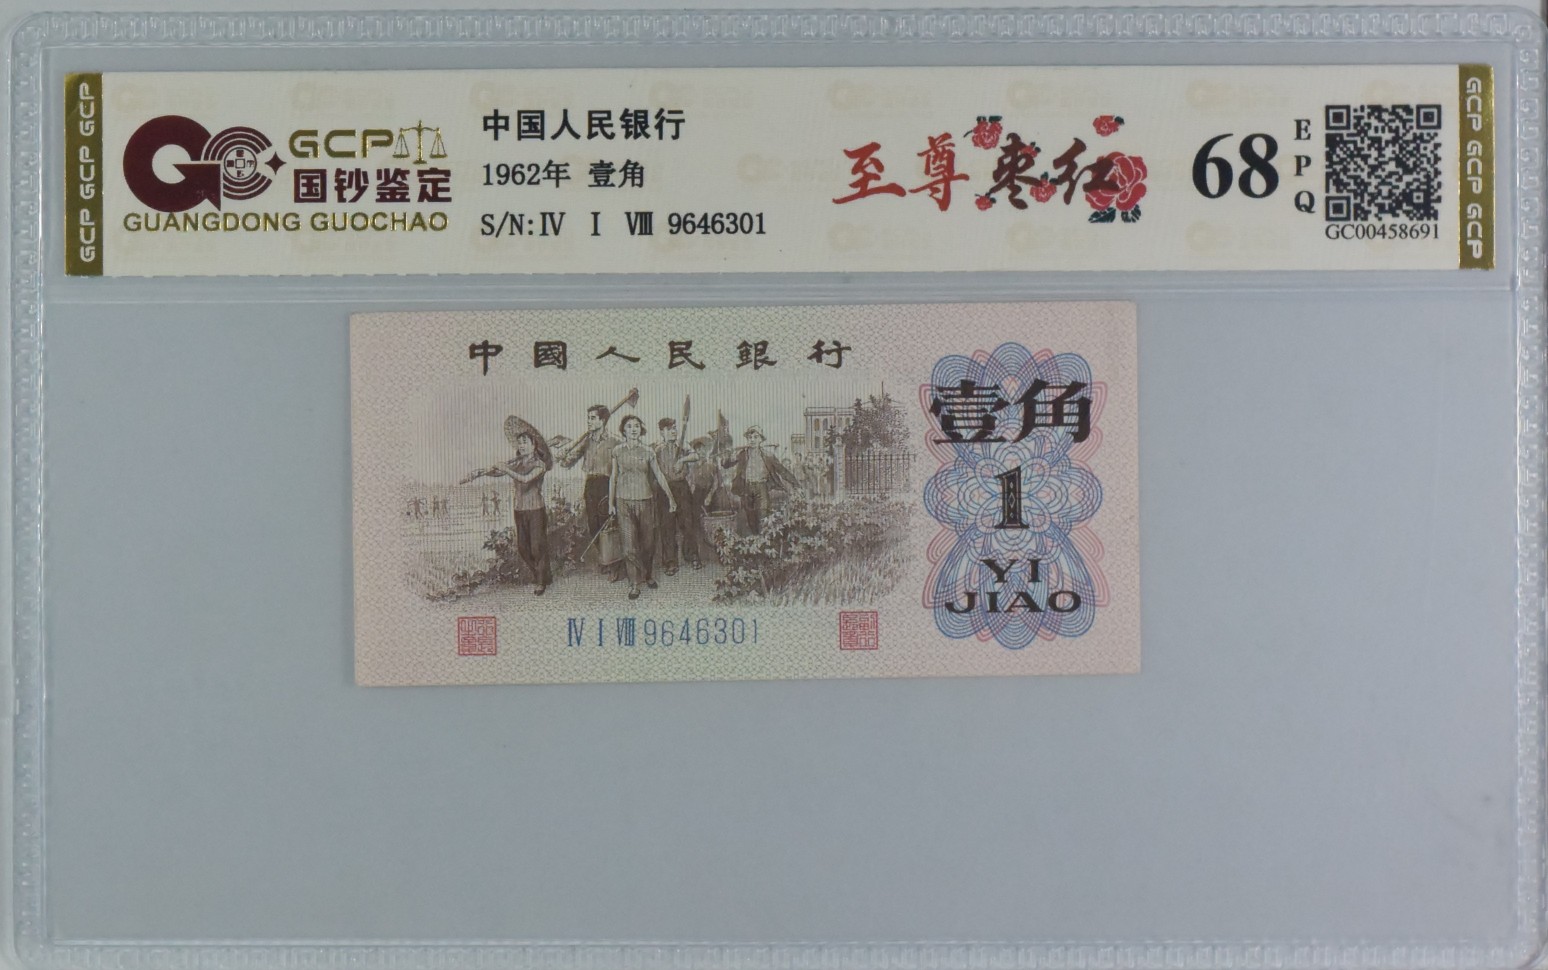 GCP GCP GCP
GCP
国钞鉴定
GUANGDONG GUOCHAO
中国人民银行
1962年 壹角
S/N:Ⅳ Ⅰ Ⅷ 9646301
至尊枣红
68
EPQ
GC00458691
GCP GCP GCP
中國人民銀行
壹角
1
YI
JIAO
Ⅳ Ⅰ Ⅷ 9646301